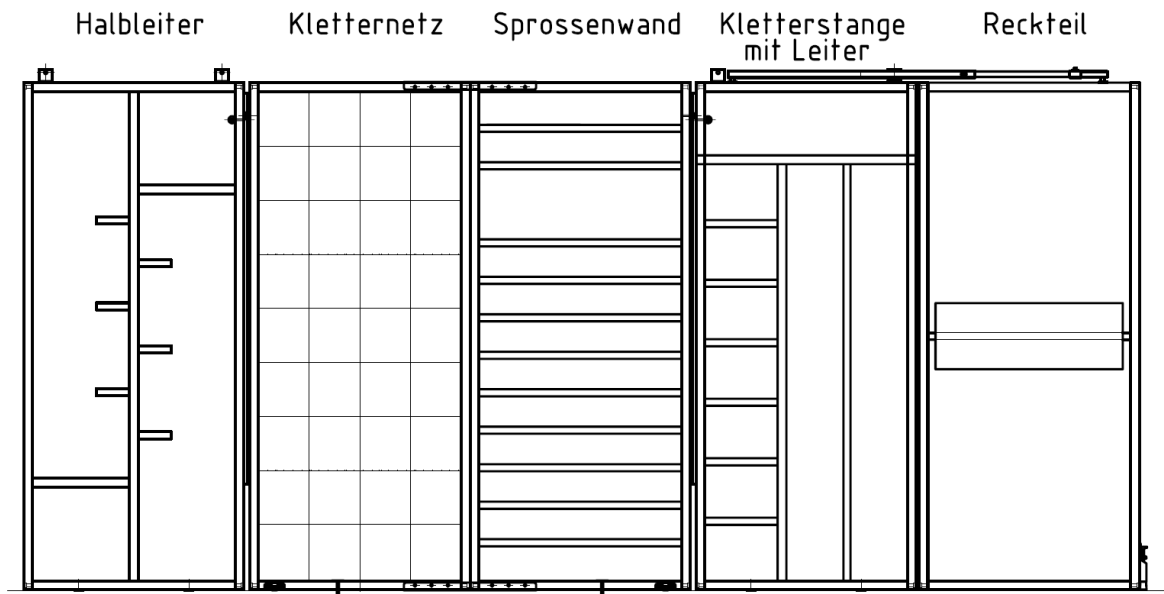 Halbleiter
Kletternetz
Sprossenwand
Kletterstange
mit Leiter
Reckteil